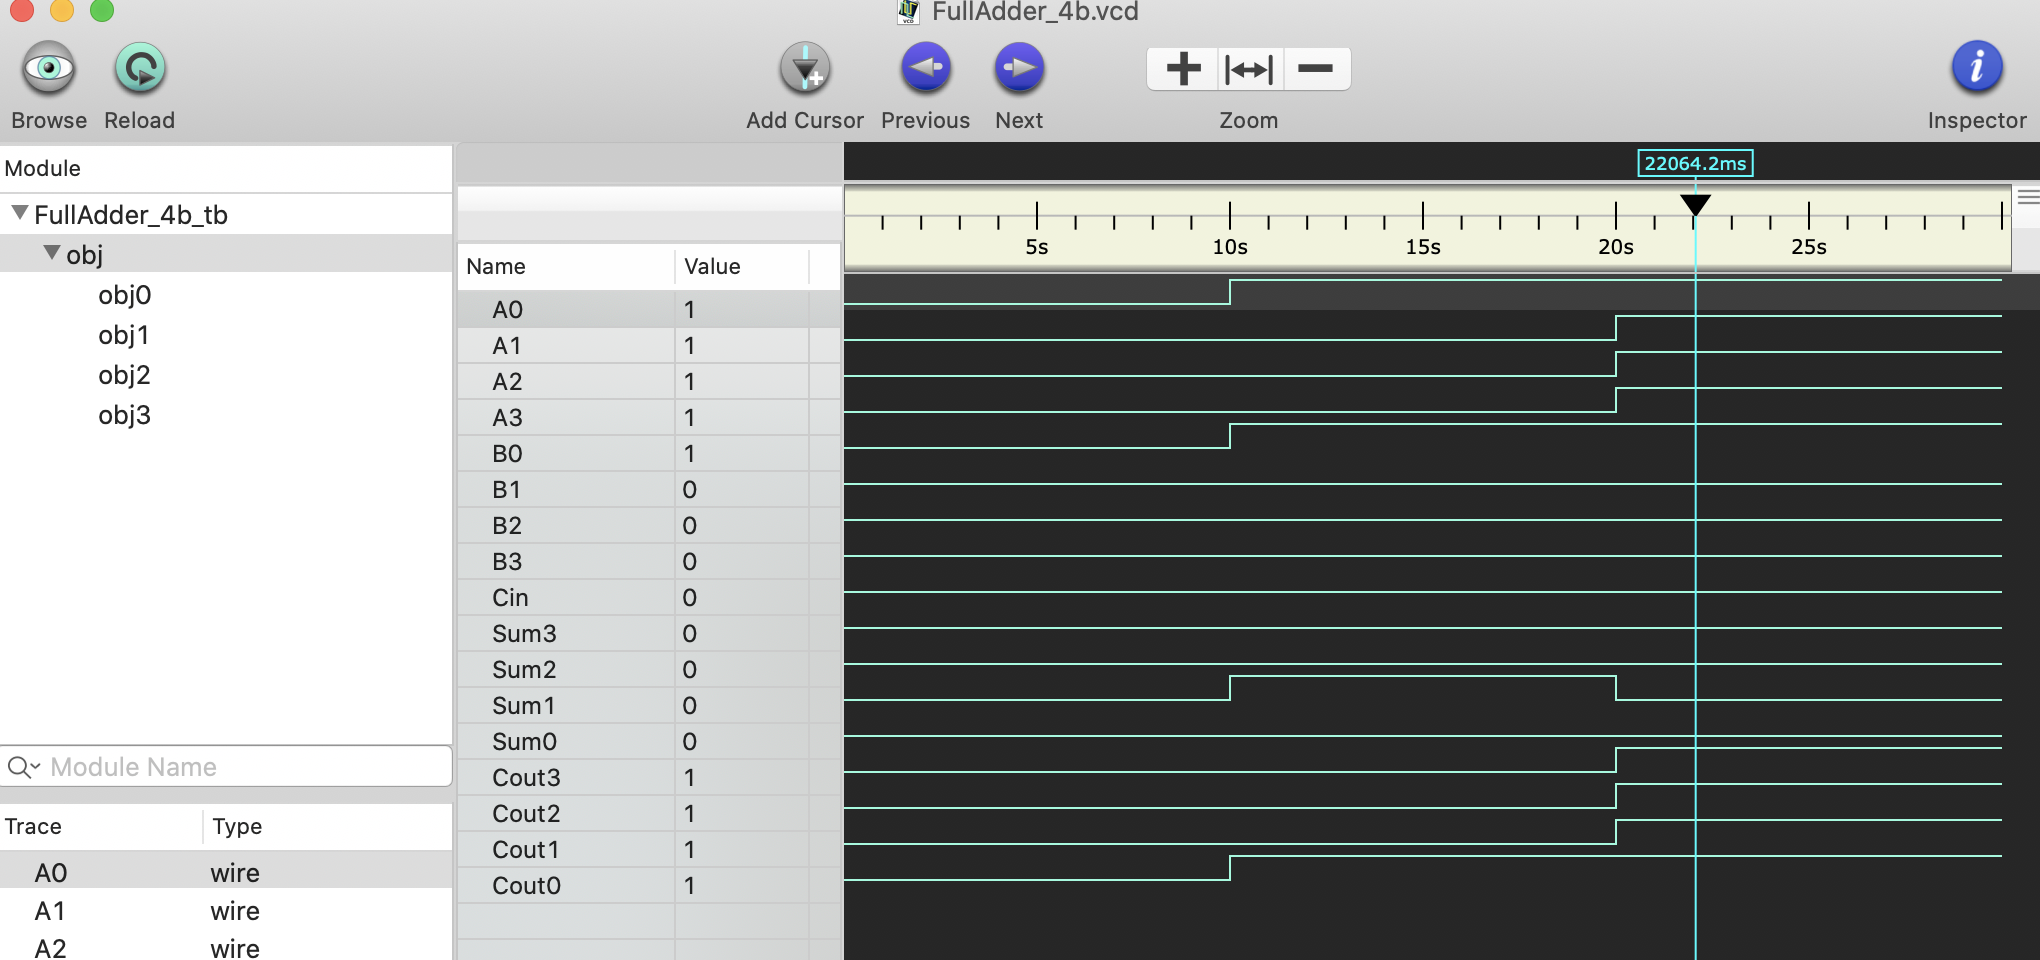 FullAdder_4b.vcd
Browse Reload Add Cursor Previous Next Zoom Inspector
Module
FullAdder_4b_tb
obj
obj0
obj1
obj2
obj3
Module Name
Trace Type
A0 wire
A1 wire
A2 wire
Name Value
A0 1
A1 1
A2 1
A3 1
B0 1
B1 0
B2 0
B3 0
Cin 0
Sum3 0
Sum2 0
Sum1 0
Sum0 0
Cout3 1
Cout2 1
Cout1 1
Cout0 1
22064.2ms
5s 10s 15s 20s 25s